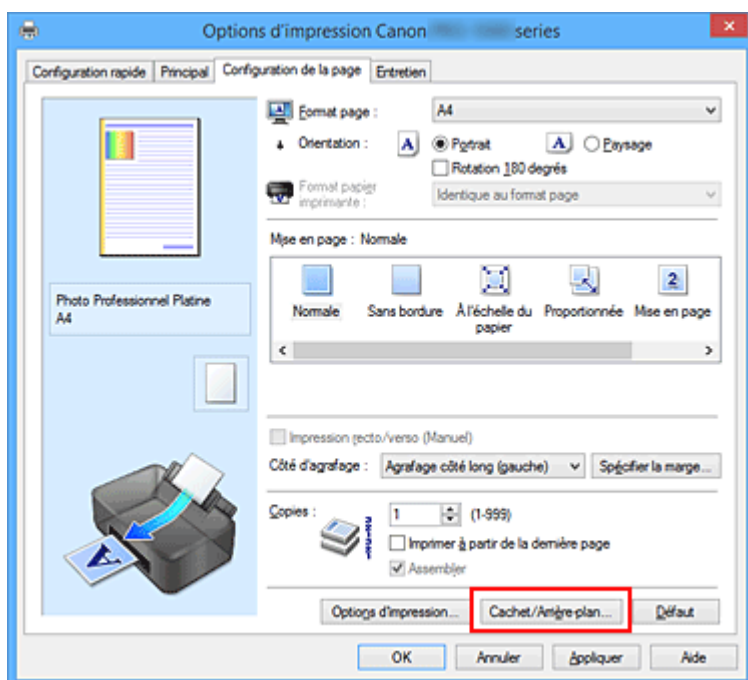 Options d'impression Canon series
Configuration rapide Principal Configuration de la page Entretien
Format page : A4
Orientation : A Portrait A Paysage
Rotation 180 degrés
Format papier imprimante : Identique au format page
Mise en page : Normale
2
Normale Sans bordure À l'échelle du papier Proportionnée Mise en page
Photo Professionnel Platine
A4
Impression recto/verso (Manuel)
Côté d'agrafage : Agrafage côté long (gauche) Spécifier la marge...
Copies : 1 (1-999)
Imprimer à partir de la dernière page
Assembler
A
Options d'impression... Cachet/Arrière-plan... Défaut
OK Annuler Appliquer Aide